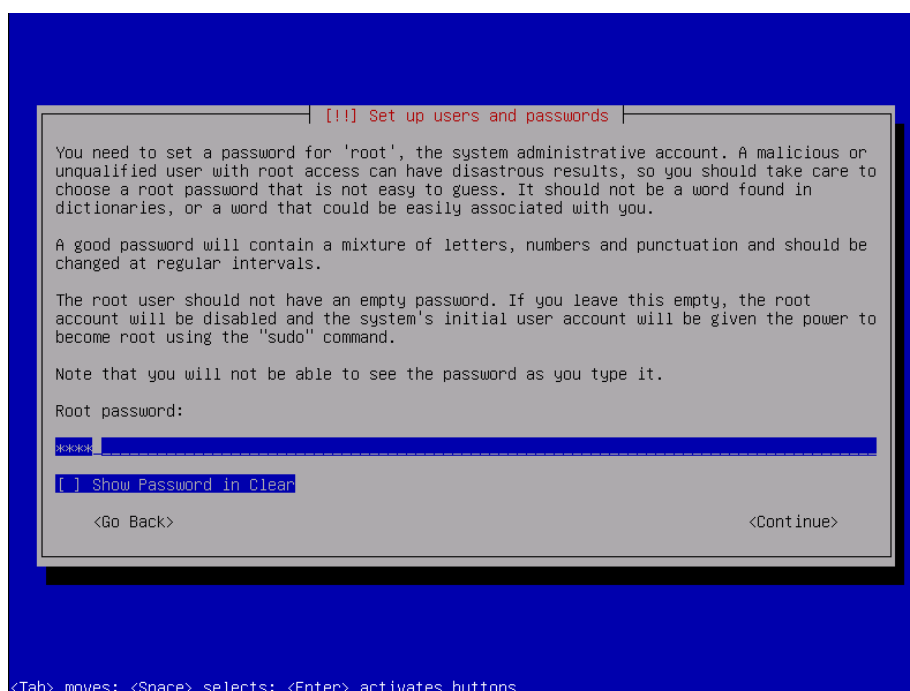 [!!] Set up users and passwords
You need to set a password for 'root', the system administrative account. A malicious or
unqualified user with root access can have disastrous results, so you should take care to
choose a root password that is not easy to guess. It should not be a word found in
dictionaries, or a word that could be easily associated with you.
A good password will contain a mixture of letters, numbers and punctuation and should be
changed at regular intervals.
The root user should not have an empty password. If you leave this empty, the root
account will be disabled and the system's initial user account will be given the power to
become root using the "sudo" command.
Note that you will not be able to see the password as you type it.
Root password:
****
[ ] Show Password in Clear
<Go Back> <Continue>
<Tab> moves; <Space> selects; <Enter> activates buttons